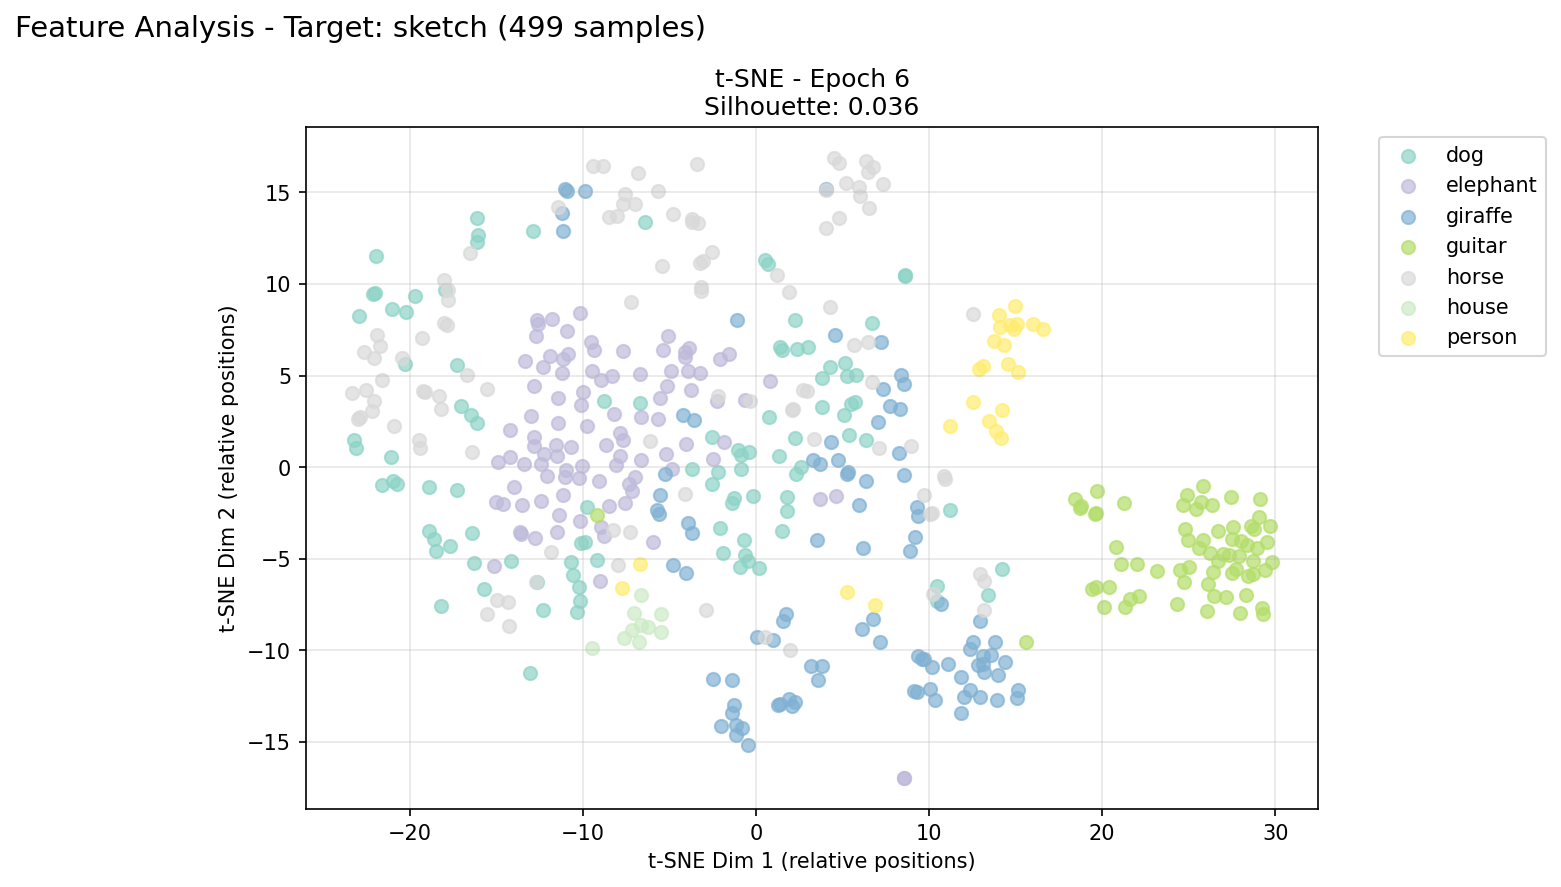 Feature Analysis - Target: sketch (499 samples)
t-SNE - Epoch 6
Silhouette: 0.036
dog
elephant
giraffe
guitar
horse
house
person
15
10
5
0
−5
−10
−15
t-SNE Dim 2 (relative positions)
−20
−10
0
10
20
30
t-SNE Dim 1 (relative positions)